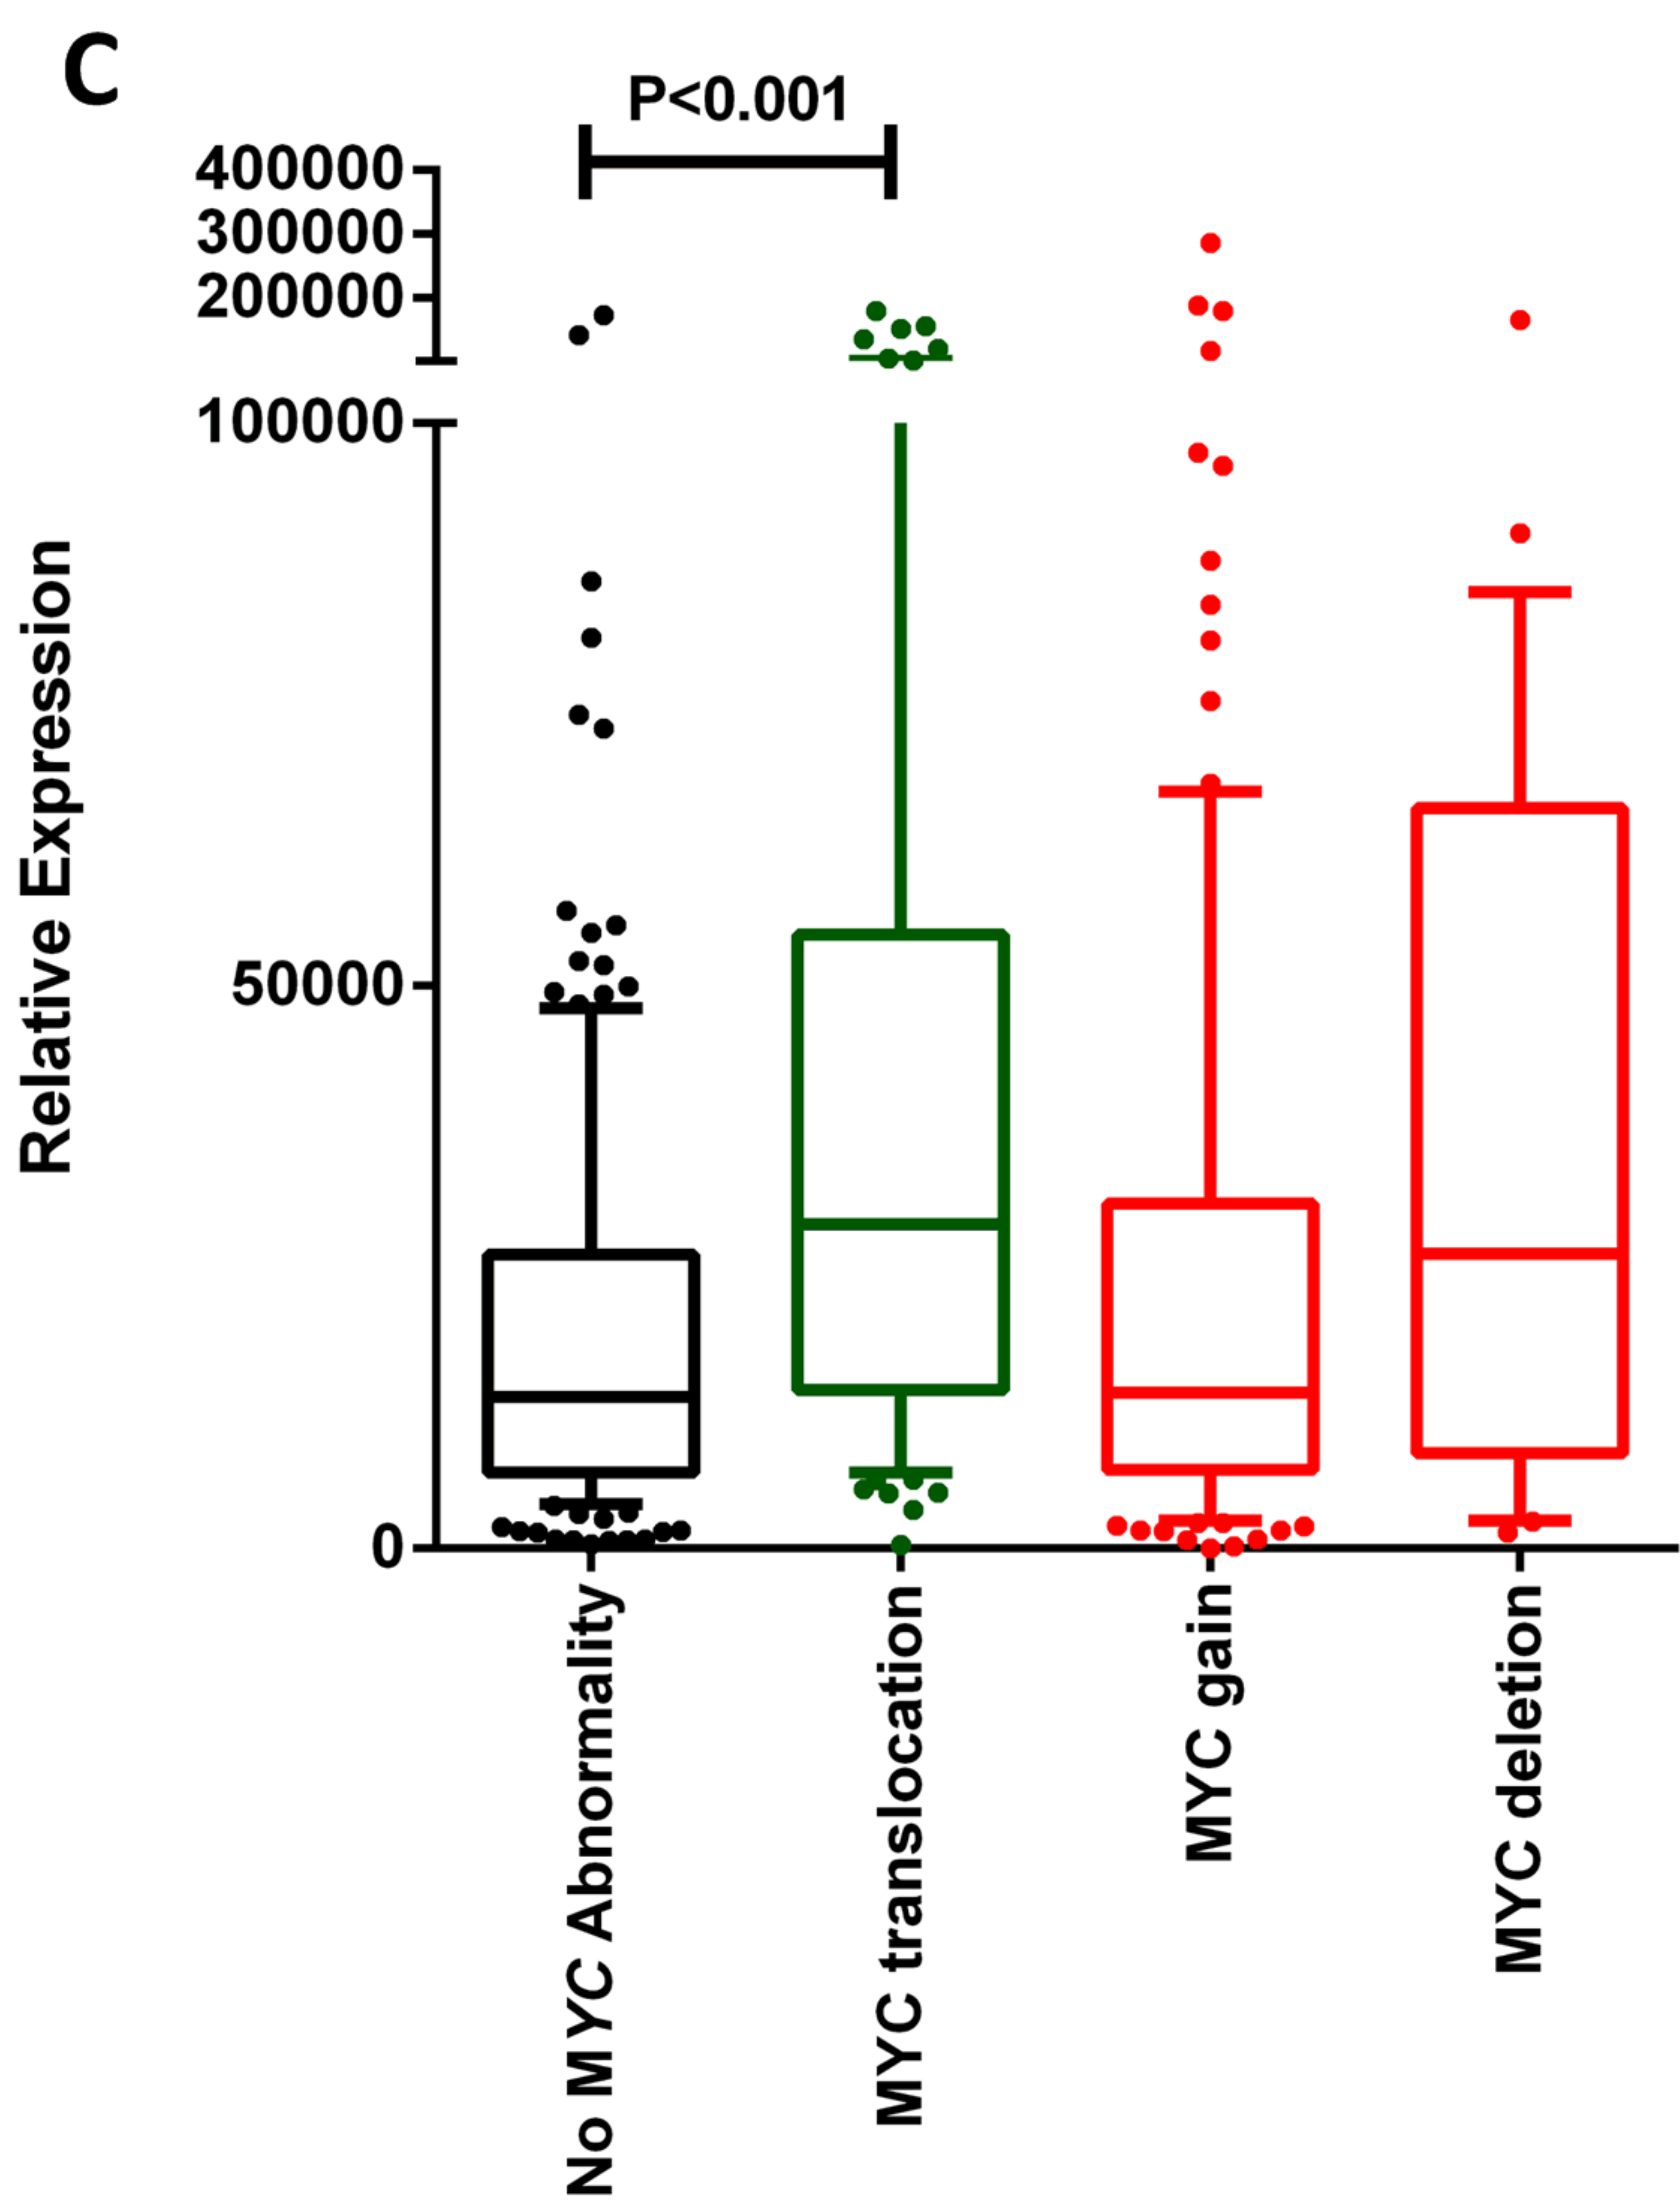 C
P<0.001
400000
300000
200000
100000
50000
0
Relative Expression
No MYC Abnormality
MYC translocation
MYC gain
MYC deletion